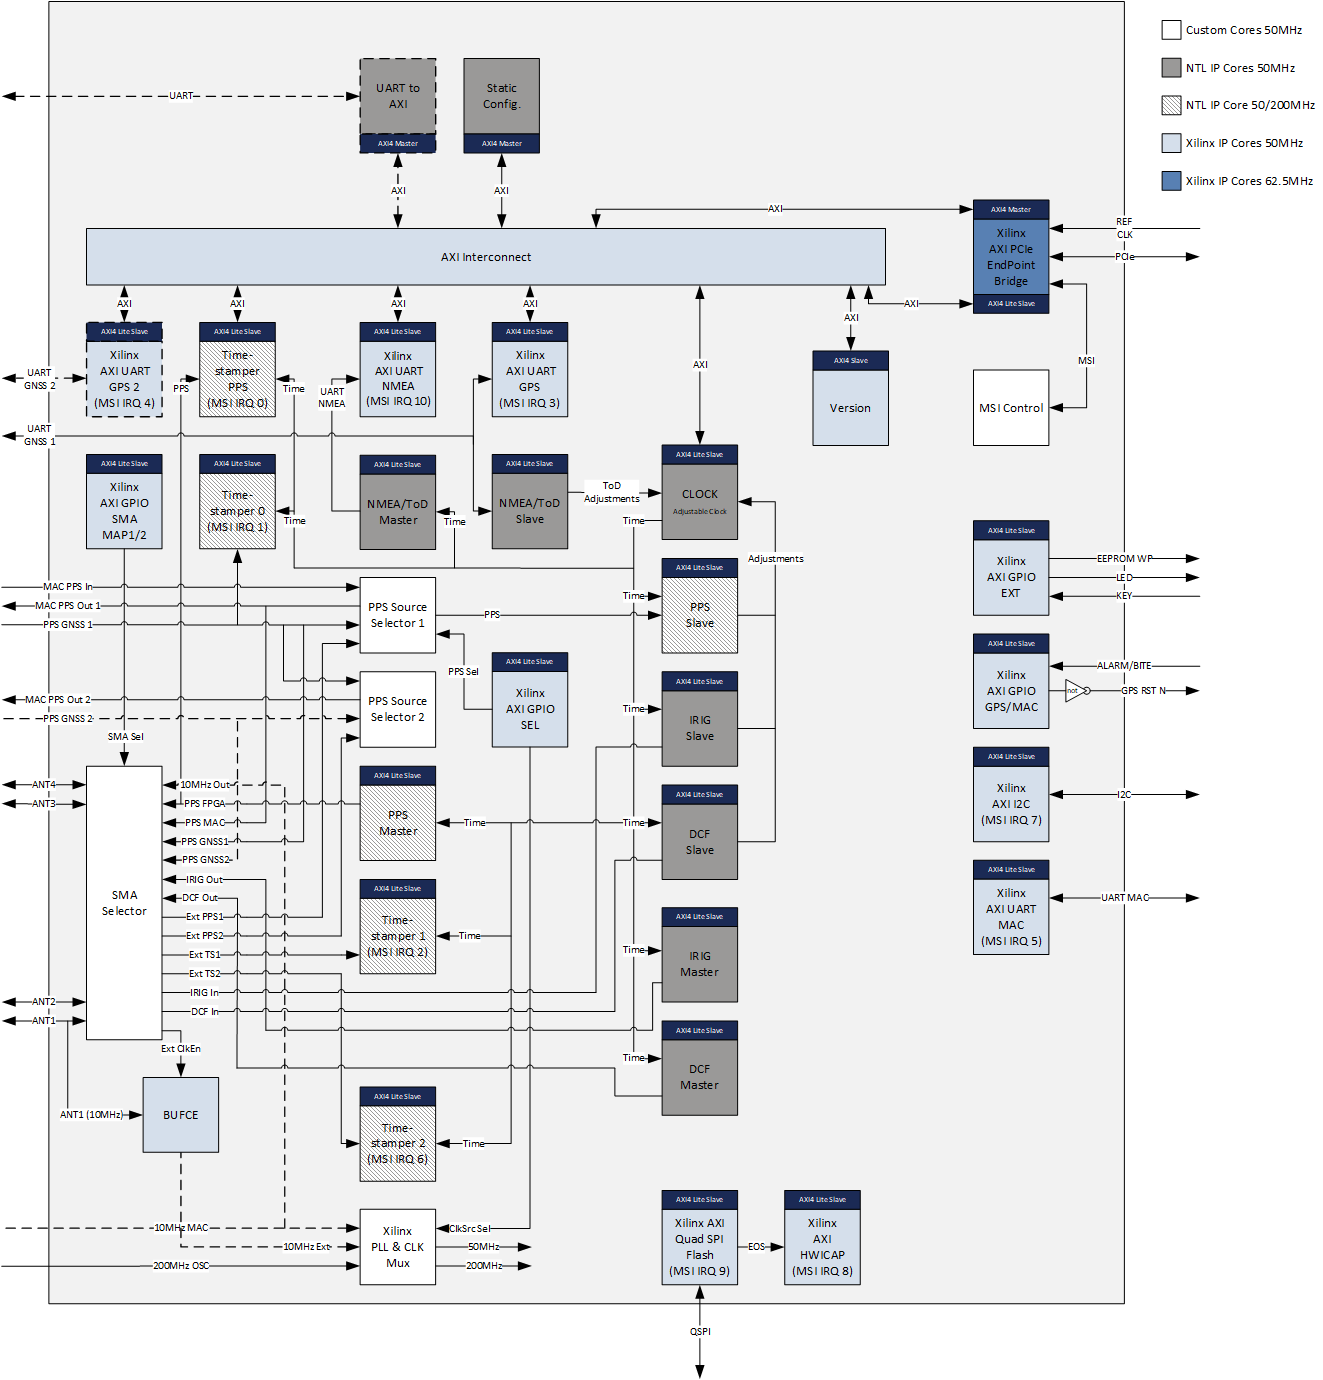 Custom Cores 50MHz
NTL IP Cores 50MHz
NTL IP Core 50/200MHz
Xilinx IP Cores 50MHz
Xilinx IP Cores 62.5MHz
UART
UART to
AXI
AXI4 Master
Static
Config.
AXI4 Master
AXI
AXI
AXI
AXI Interconnect
AXI4 Master
Xilinx
AXI PCIe
EndPoint
Bridge
AXI4 Lite Slave
REF
CLK
PCIe
AXI
AXI
AXI
AXI
AXI
AXI
AXI
MSI
AXI4 Lite Slave
Xilinx
AXI UART
GPS 2
(MSI IRQ 4)
UART
GNSS 2
PPS
AXI4 Lite Slave
Time-
stamper
PPS
(MSI IRQ 0)
Time
UART
NMEA
AXI4 Lite Slave
Xilinx
AXI UART
NMEA
(MSI IRQ 10)
AXI4 Lite Slave
Xilinx
AXI UART
GPS
(MSI IRQ 3)
AXI4 Slave
Version
MSI Control
UART
GNSS 1
AXI4 Lite Slave
Xilinx
AXI GPIO
SMA
MAP1/2
AXI4 Lite Slave
Time-
stamper 0
(MSI IRQ 1)
Time
AXI4 Lite Slave
NMEA/ToD
Master
Time
AXI4 Lite Slave
NMEA/ToD
Slave
ToD
Adjustments
AXI4 Lite Slave
CLOCK
Adjustable Clock
Time
Adjustments
AXI4 Lite Slave
Xilinx
AXI GPIO
EXT
EEPROM WP
LED
KEY
MAC PPS In
MAC PPS Out 1
PPS GNSS 1
PPS Source
Selector 1
PPS
Time
AXI4 Lite Slave
PPS
Slave
PPS Sel
AXI4 Lite Slave
Xilinx
AXI GPIO
SEL
AXI4 Lite Slave
Xilinx
AXI GPIO
GPS/MAC
ALARM/BITE
not
GPS RST N
MAC PPS Out 2
PPS GNSS 2
PPS Source
Selector 2
Time
AXI4 Lite Slave
IRIG
Slave
SMA Sel
ANT4
ANT3
SMA
Selector
ANT2
ANT1
10MHz Out
PPS FPGA
PPS MAC
PPS GNSS1
PPS GNSS2
IRIG Out
DCF Out
Ext PPS1
Ext PPS2
Ext TS1
Ext TS2
IRIG In
DCF In
AXI4 Lite Slave
PPS
Master
Time
Time
AXI4 Lite Slave
DCF
Slave
AXI4 Lite Slave
Xilinx
AXI I2C
(MSI IRQ 7)
I2C
AXI4 Lite Slave
Time-
stamper 1
(MSI IRQ 2)
Time
Time
AXI4 Lite Slave
IRIG
Master
AXI4 Lite Slave
Xilinx
AXI UART
MAC
(MSI IRQ 5)
UART MAC
Time
AXI4 Lite Slave
DCF
Master
Ext ClkEn
ANT1 (10MHz)
BUFCE
AXI4 Lite Slave
Time-
stamper 2
(MSI IRQ 6)
Time
10MHz MAC
10MHz Ext
200MHz OSC
Xilinx
PLL & CLK
Mux
ClkSrc Sel
50MHz
200MHz
AXI4 Lite Slave
Xilinx AXI
Quad SPI
Flash
(MSI IRQ 9)
EOS
AXI4 Lite Slave
Xilinx
AXI
HWICAP
(MSI IRQ 8)
QSPI